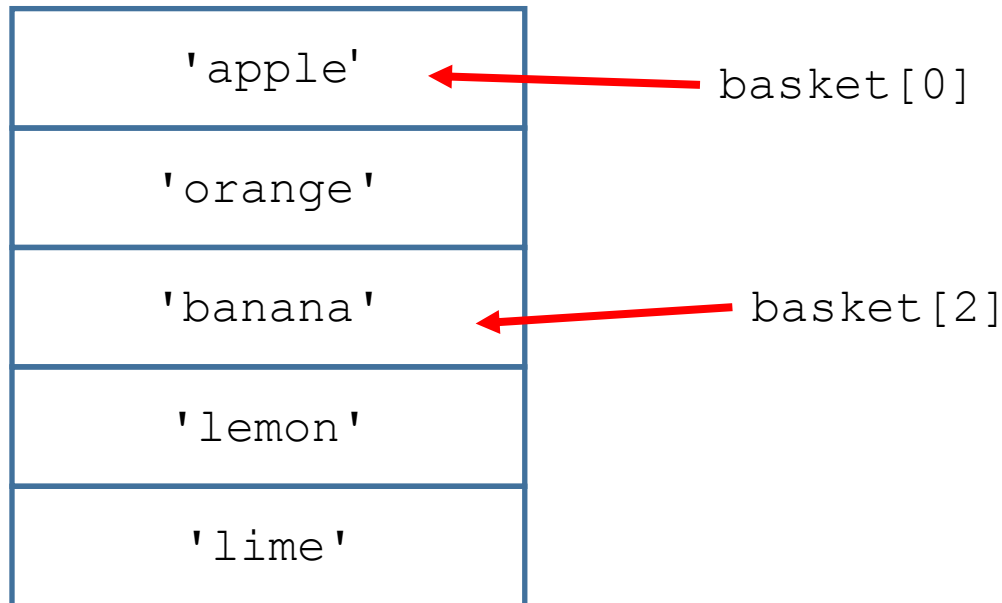 'apple'
basket[0]
'orange'
'banana'
basket[2]
'lemon'
'lime'